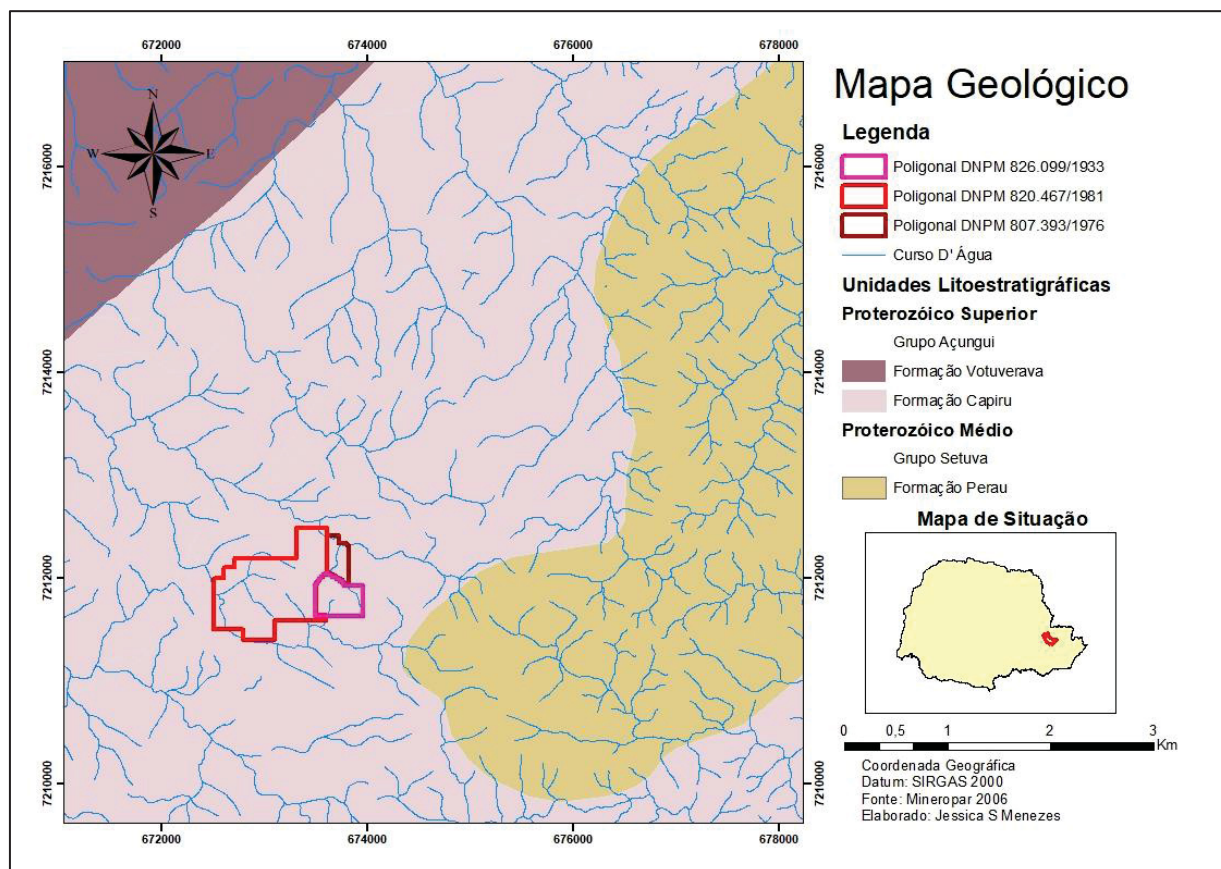 672000 674000 676000 678000
7216000 7216000
7214000 7214000
7212000 7212000
7210000 7210000
672000 674000 676000 678000
N
W E
S
Mapa Geológico
Legenda
Poligonal DNPM 826.099/1933
Poligonal DNPM 820.467/1981
Poligonal DNPM 807.393/1976
Curso D' Água
Unidades Litoestratigráficas
Proterozóico Superior
Grupo Açungui
Formação Votuverava
Formação Capiru
Proterozóico Médio
Grupo Setuva
Formação Perau
Mapa de Situação
0 0,5 1 2 3
Km
Coordenada Geográfica
Datum: SIRGAS 2000
Fonte: Mineropar 2006
Elaborado: Jessica S Menezes